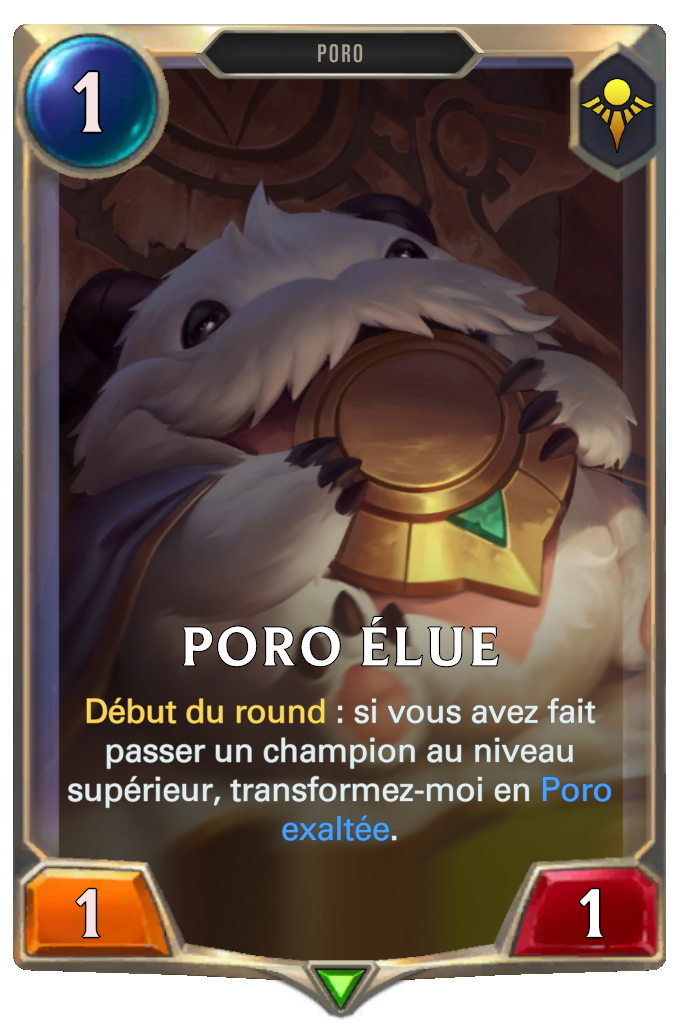 1
PORO
PORO ÉLUE
Début du round : si vous avez fait
passer un champion au niveau
supérieur, transformez-moi en Poro
exaltée.
1
1